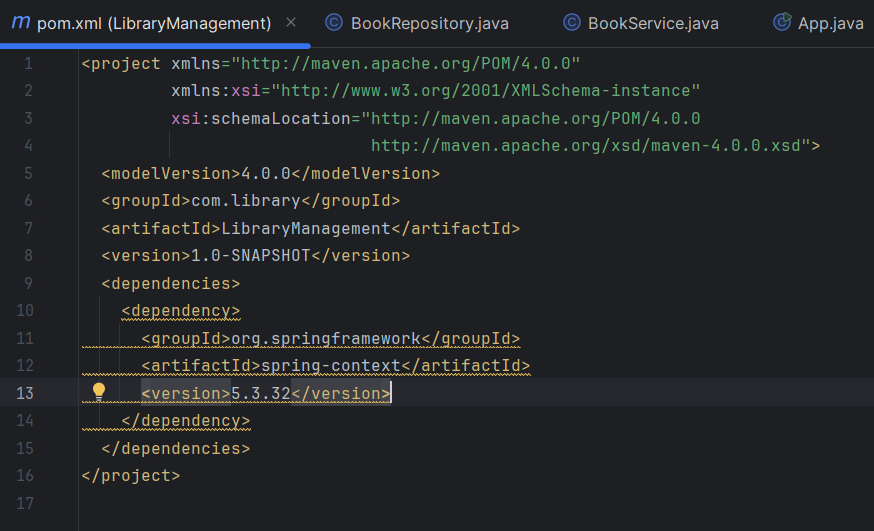 m pom.xml (LibraryManagement) × C BookRepository.java C BookService.java C App.java
1 <project xmlns="http://maven.apache.org/POM/4.0.0"
2 xmlns:xsi="http://www.w3.org/2001/XMLSchema-instance"
3 xsi:schemaLocation="http://maven.apache.org/POM/4.0.0
4 http://maven.apache.org/xsd/maven-4.0.0.xsd">
5 <modelVersion>4.0.0</modelVersion>
6 <groupId>com.library</groupId>
7 <artifactId>LibraryManagement</artifactId>
8 <version>1.0-SNAPSHOT</version>
9 <dependencies>
10 <dependency>
11 <groupId>org.springframework</groupId>
12 <artifactId>spring-context</artifactId>
13 <version>5.3.32</version>
14 </dependency>
15 </dependencies>
16 </project>
17